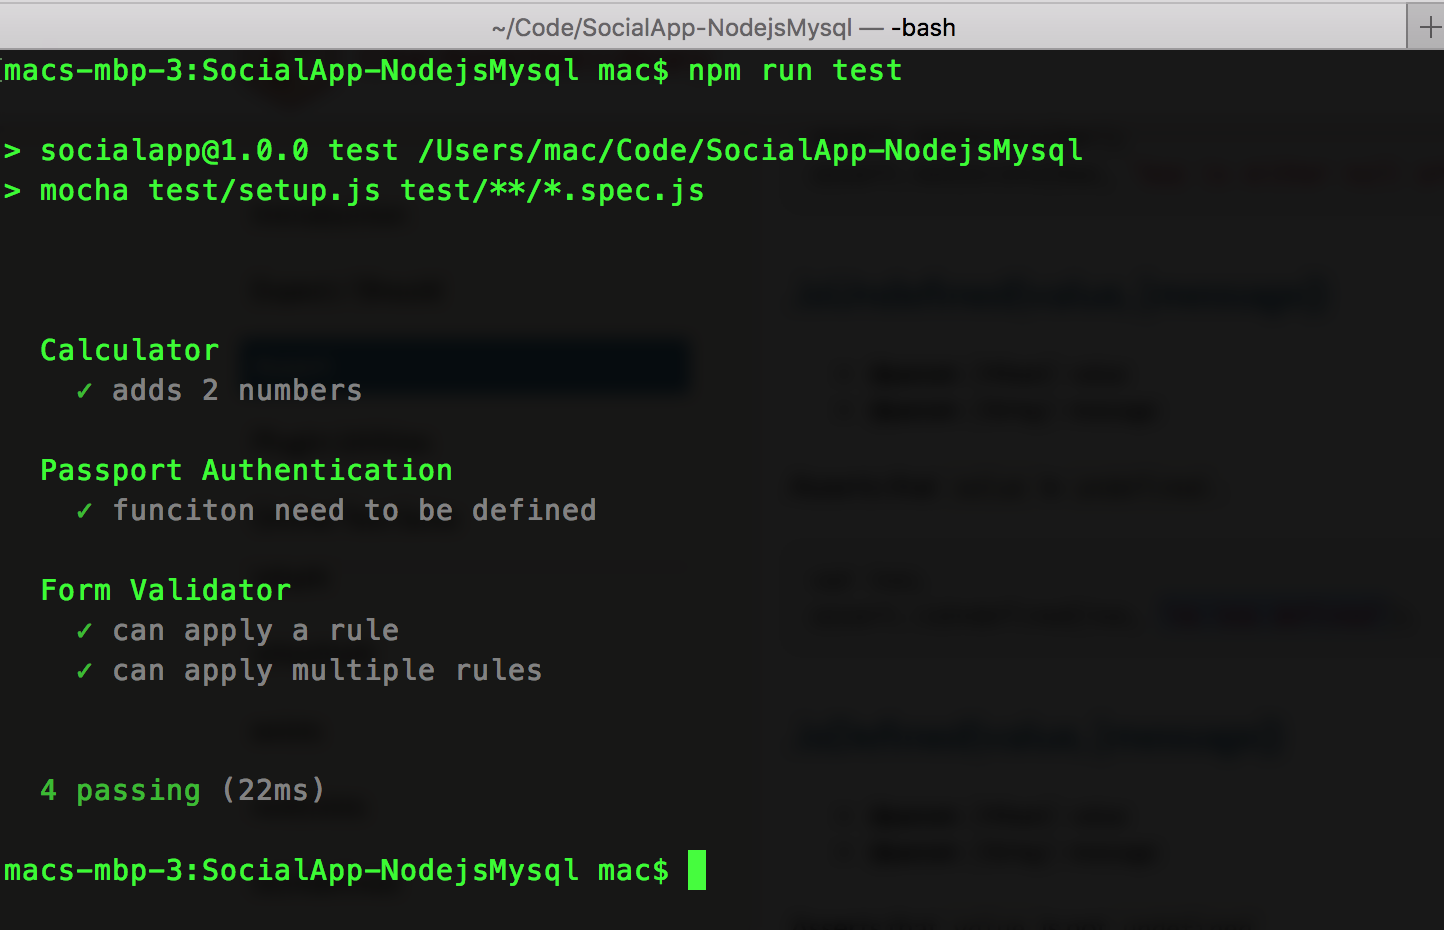 ~/Code/SocialApp-NodejsMysql — -bash
macs-mbp-3:SocialApp-NodejsMysql mac$ npm run test
> socialapp@1.0.0 test /Users/mac/Code/SocialApp-NodejsMysql
> mocha test/setup.js test/**/*.spec.js
Calculator
✓ adds 2 numbers
Passport Authentication
✓ funciton need to be defined
Form Validator
✓ can apply a rule
✓ can apply multiple rules
4 passing (22ms)
macs-mbp-3:SocialApp-NodejsMysql mac$